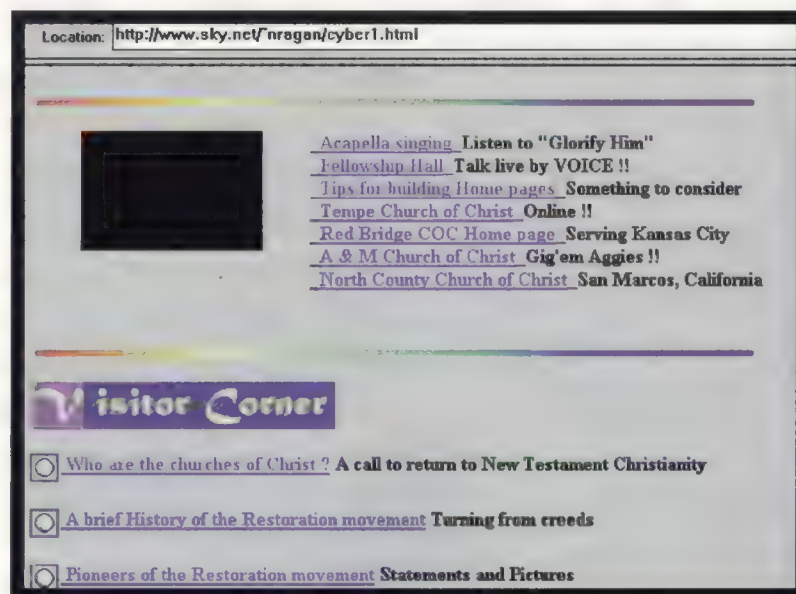 Location: http://www.sky.net/~nragan/cyber1.html
Acapella singing Listen to "Glorify Him"
Fellowship Hall Talk live by VOICE !!
Tips for building Home pages Something to consider
Tempe Church of Christ Online !!
Red Bridge COC Home page Serving Kansas City
A & M Church of Christ Gig'em Aggies !!
North County Church of Christ San Marcos, California
Visitor Corner
Who are the churches of Christ ? A call to return to New Testament Christianity
A brief History of the Restoration movement Turning from creeds
Pioneers of the Restoration movement Statements and Pictures